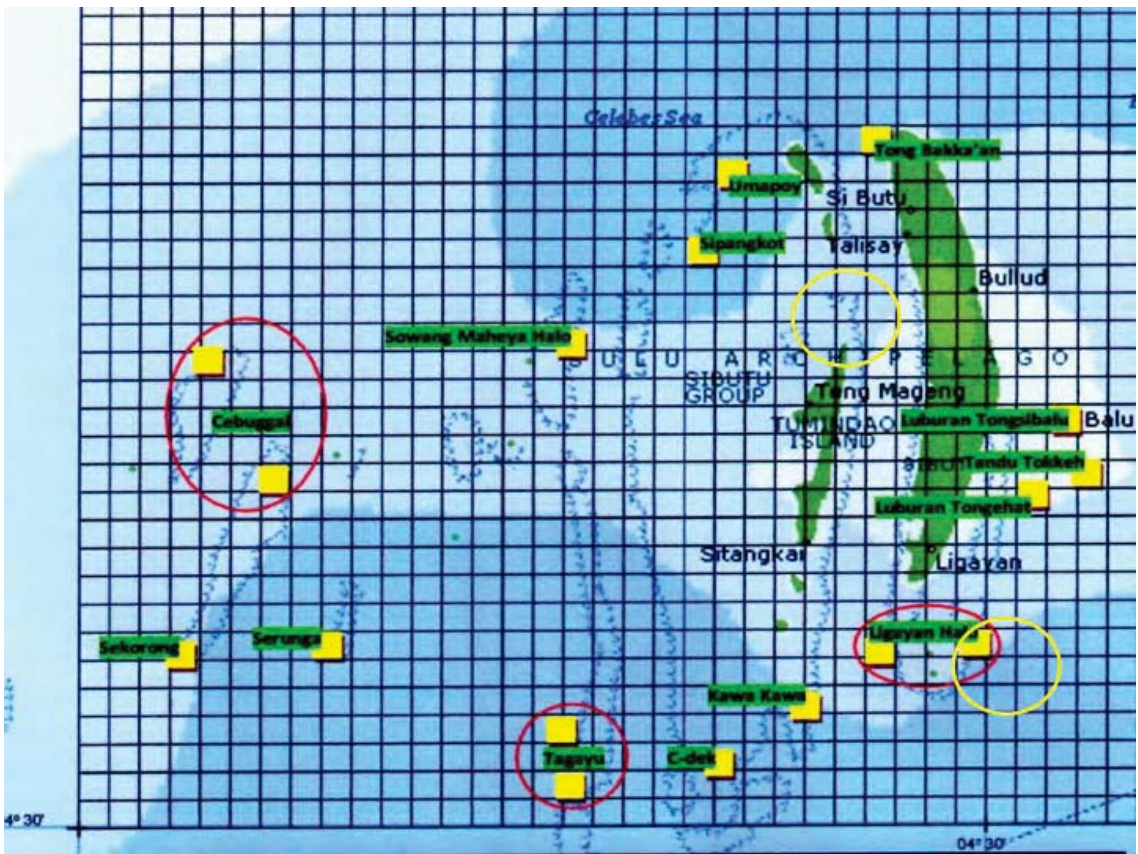 Celebes Sea
Tong Bakka'an
Umapoy
Si Butu
Sipangkot
Talisay
Bullud
Sowang Maheya Halo
SULU ARCHIPELAGO
SIBUTU
GROUP
Tong Mageng
Cebuggal
TUMINDAO
ISLAND
Luburan Tongsibalu
Balu
Tandu Tokkeh
Luburan Tongehat
Sitangkai
Ligayan
Sekorong
Serunga
Ligayan Hal
Kawa Kawa
Tagayu
C-dek
4° 30'
04° 30'